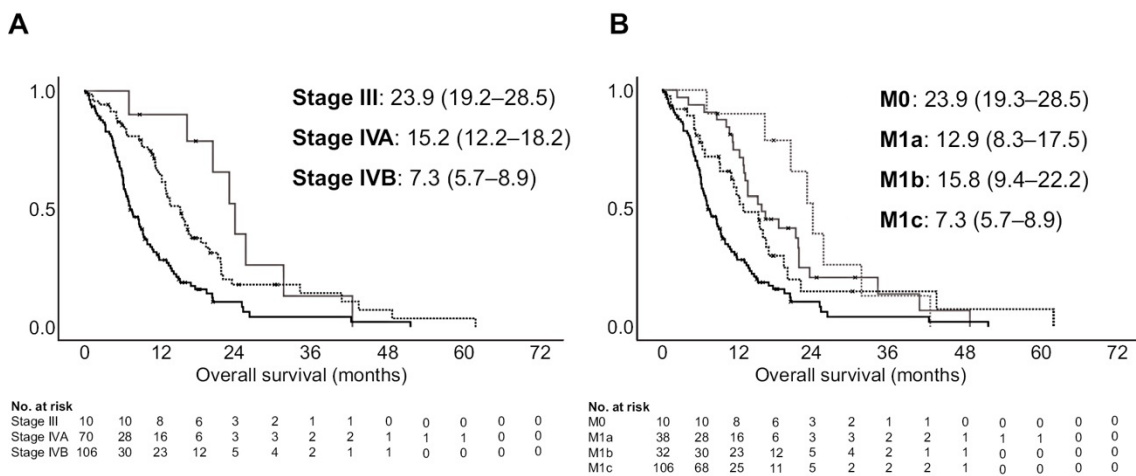 A
1.0
0.5
0.0
Stage III: 23.9 (19.2–28.5)
Stage IVA: 15.2 (12.2–18.2)
Stage IVB: 7.3 (5.7–8.9)
0 12 24 36 48 60 72
Overall survival (months)
No. at risk
Stage III 10 10 8 6 3 2 1 1 0 0 0 0 0
Stage IVA 70 28 16 6 3 3 2 2 1 1 1 0 0
Stage IVB 106 30 23 12 5 4 2 1 1 0 0 0 0
B
1.0
0.5
0.0
M0: 23.9 (19.3–28.5)
M1a: 12.9 (8.3–17.5)
M1b: 15.8 (9.4–22.2)
M1c: 7.3 (5.7–8.9)
0 12 24 36 48 60 72
Overall survival (months)
No. at risk
M0 10 10 8 6 3 2 1 1 0 0 0 0 0
M1a 38 28 16 6 3 3 2 2 1 1 1 0 0
M1b 32 30 23 12 5 4 2 1 1 0 0 0 0
M1c 106 68 25 11 5 2 2 2 0 0 0 0